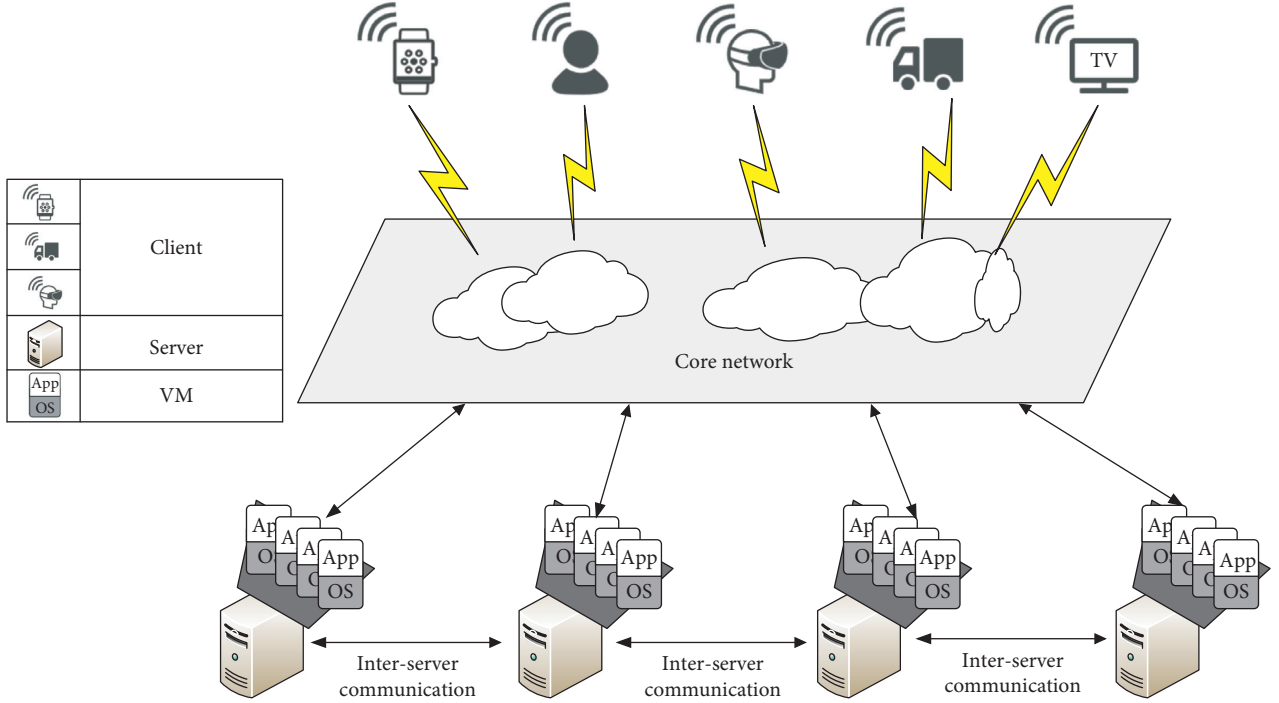 TV
Client
Server
App
OS
VM
Core network
App
OS
App
OS
App
OS
App
OS
Inter-server
communication
Inter-server
communication
Inter-server
communication